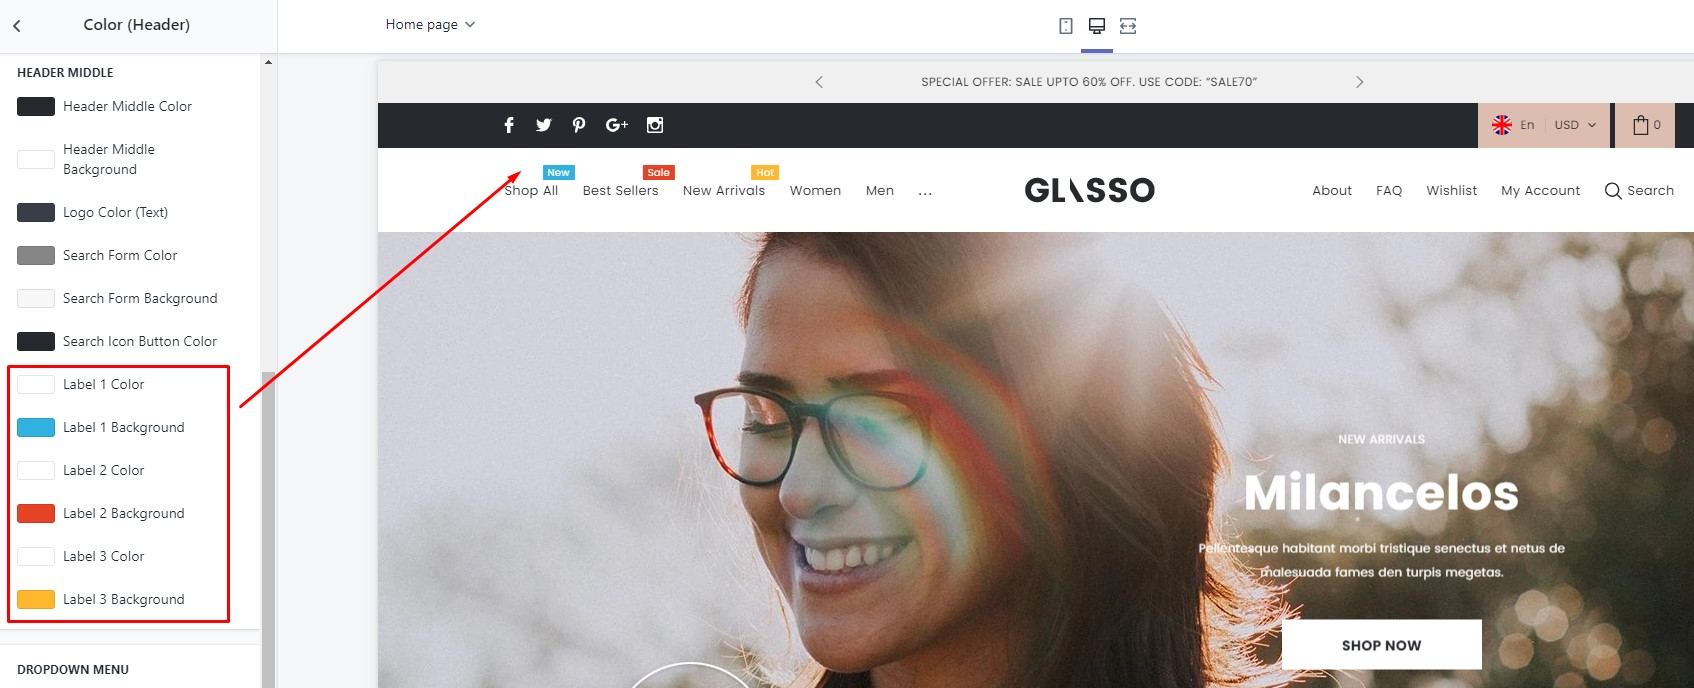 Color (Header)
Home page
HEADER MIDDLE
Header Middle Color
Header Middle
Background
Logo Color (Text)
Search Form Color
Search Form Background
Search Icon Button Color
Label 1 Color
Label 1 Background
Label 2 Color
Label 2 Background
Label 3 Color
Label 3 Background
DROPDOWN MENU
SPECIAL OFFER: SALE UPTO 60% OFF. USE CODE: “SALE70”
En USD 0
New Sale Hot
Shop All Best Sellers New Arrivals Women Men ... GLASSO About FAQ Wishlist My Account Search
NEW ARRIVALS
Milancelos
Pellentesque habitant morbi tristique senectus et netus de
malesuada fames den turpis megetas.
SHOP NOW